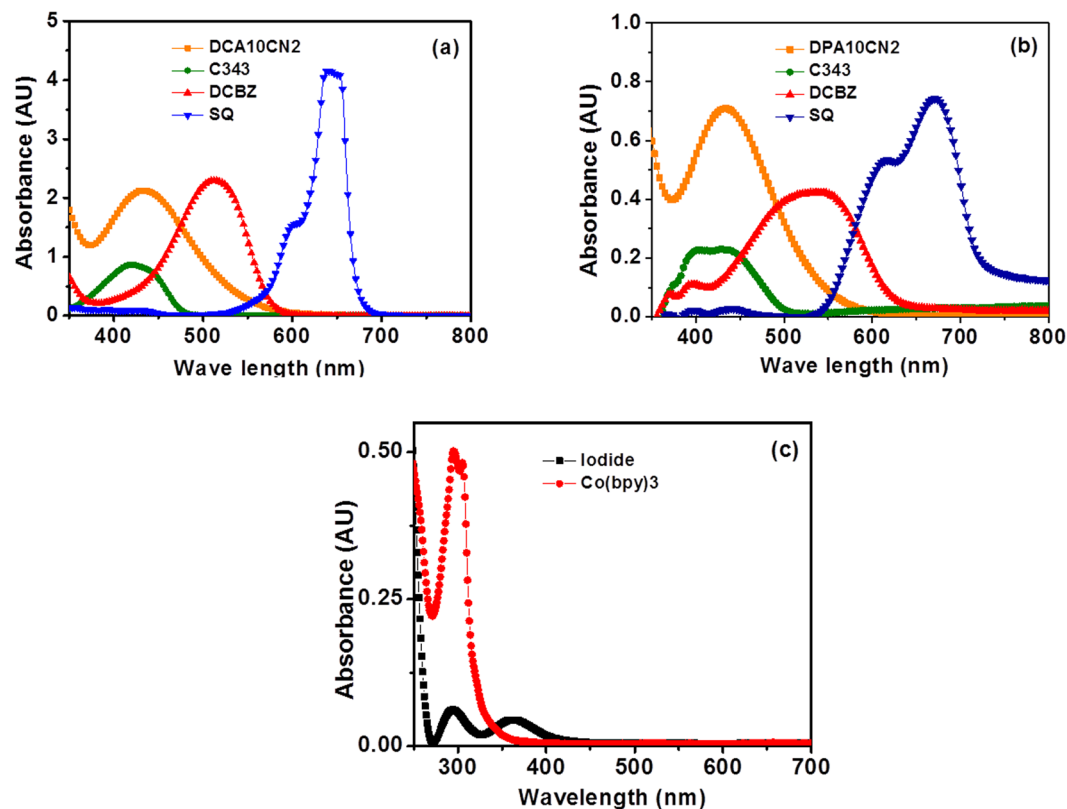 (a)
DCA10CN2
C343
DCBZ
SQ
Absorbance (AU)
5
4
3
2
1
0
400 500 600 700 800
Wave length (nm)
(b)
DPA10CN2
C343
DCBZ
SQ
Absorbance (AU)
1.0
0.8
0.6
0.4
0.2
0.0
400 500 600 700 800
Wave length (nm)
(c)
Iodide
Co(bpy)3
Absorbance (AU)
0.50
0.25
0.00
300 400 500 600 700
Wavelength (nm)